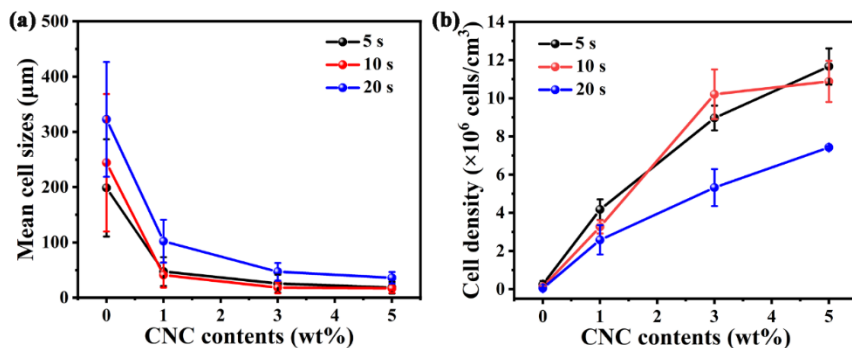 (a)
500
400
300
200
100
0
Mean cell sizes (μm)
5 s
10 s
20 s
0 1 2 3 4 5
CNC contents (wt%)
(b)
14
12
10
8
6
4
2
0
Cell density (×10⁶ cells/cm³)
5 s
10 s
20 s
0 1 2 3 4 5
CNC contents (wt%)